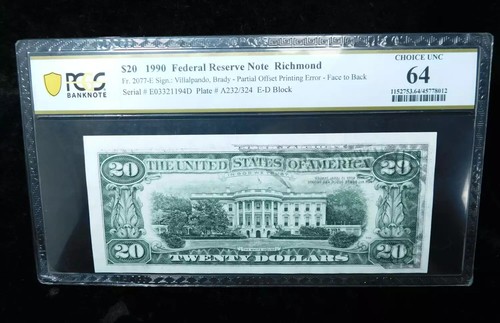 $20 1990 Federal Reserve Note Richmond
Fr. 2077-E Sign.: Villalpando, Brady - Partial Offset Printing Error - Face to Back
Serial # E03321194D Plate # A232/324 E-D Block
CHOICE UNC
64
1152753.64/45778012
PCGS
BANKNOTE
20 THE UNITED STATES OF AMERICA 20
20 TWENTY DOLLARS 20